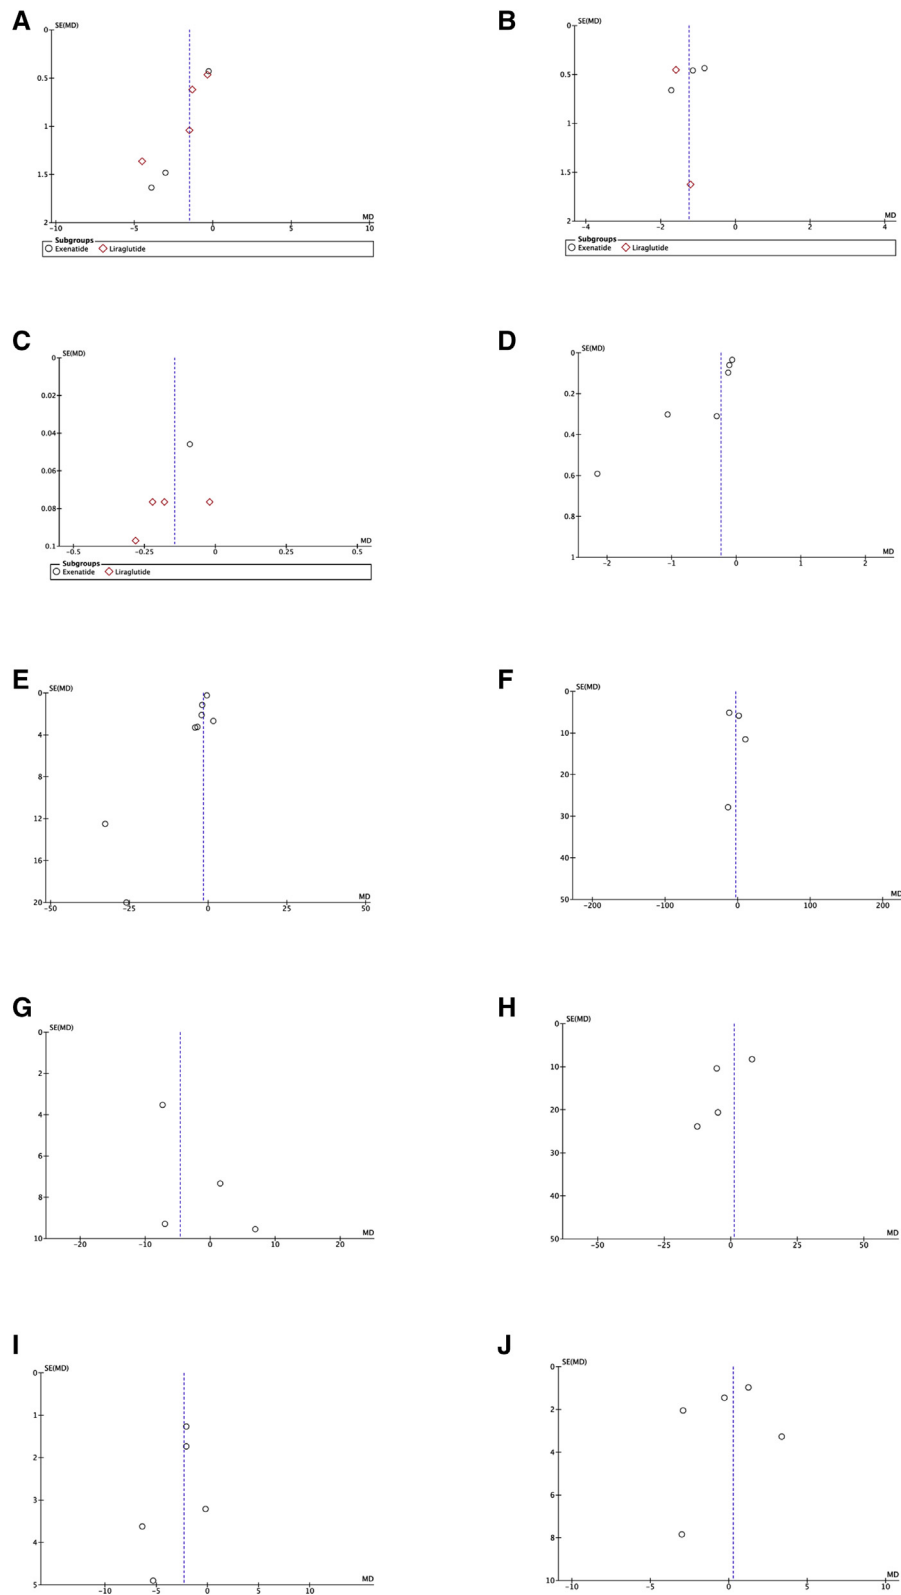 A
SE(MD)
0
0.5
1
1.5
2
-10
-5
0
5
10
MD
Subgroups
Exenatide
Liraglutide
B
SE(MD)
0
0.5
1
1.5
2
-4
-2
0
2
4
MD
Subgroups
Exenatide
Liraglutide
C
SE(MD)
0
0.02
0.04
0.06
0.08
0.1
-0.5
-0.25
0
0.25
0.5
MD
Subgroups
Exenatide
Liraglutide
D
SE(MD)
0
0.2
0.4
0.6
0.8
1
-2
-1
0
1
2
MD
E
SE(MD)
0
4
8
12
16
20
-50
-25
0
25
50
MD
F
SE(MD)
0
10
20
30
40
50
-200
-100
0
100
200
MD
G
SE(MD)
0
2
4
6
8
10
-20
-10
0
10
20
MD
H
SE(MD)
0
10
20
30
40
50
-50
-25
0
25
50
MD
I
SE(MD)
0
1
2
3
4
5
-10
-5
0
5
10
MD
J
SE(MD)
0
2
4
6
8
10
-10
-5
0
5
10
MD